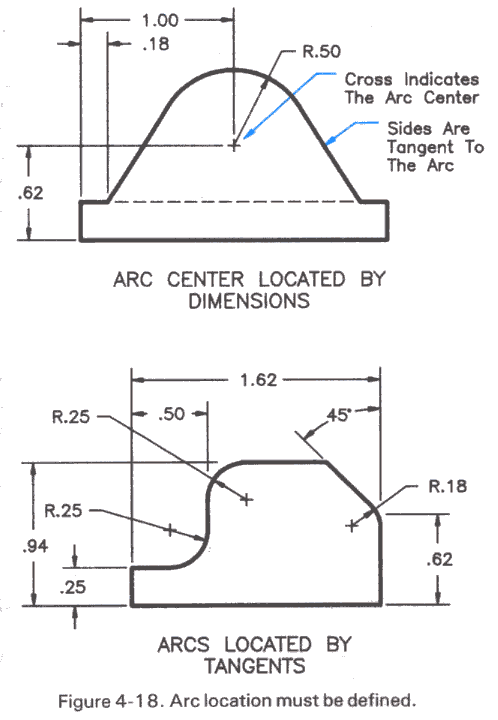 1.00
.18
R.50
Cross Indicates
The Arc Center
Sides Are
Tangent To
The Arc
.62
ARC CENTER LOCATED BY
DIMENSIONS
1.62
R.25
.50
45°
R.18
R.25
.94
.62
.25
ARCS LOCATED BY
TANGENTS
Figure 4-18. Arc location must be defined.